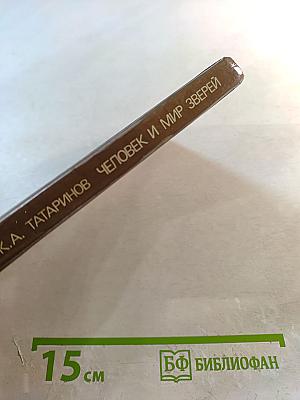 К.А. ТАТАРИНОВ ЧЕЛОВЕК И МИР ЗВЕРЕЙ
15 см
БФ БИБЛИОФАН